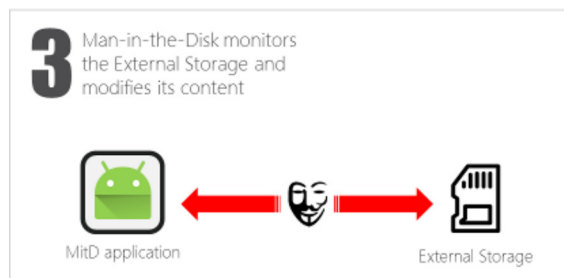 3
Man-in-the-Disk monitors
the External Storage and
modifies its content
MitD application
External Storage